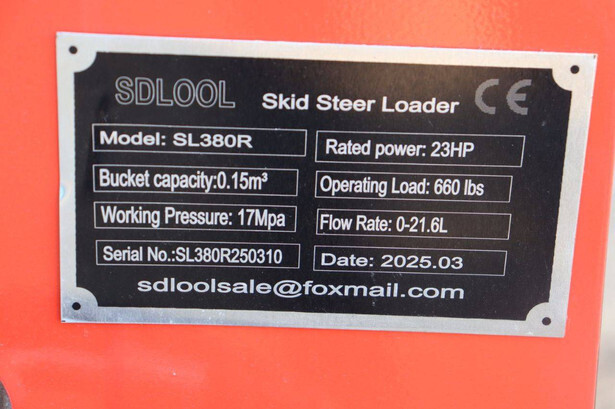 SDLOOL Skid Steer Loader CE
Model: SL380R Rated power: 23HP
Bucket capacity:0.15m³ Operating Load: 660 lbs
Working Pressure: 17Mpa Flow Rate: 0-21.6L
Serial No.:SL380R250310 Date: 2025.03
sdloolsale@foxmail.com